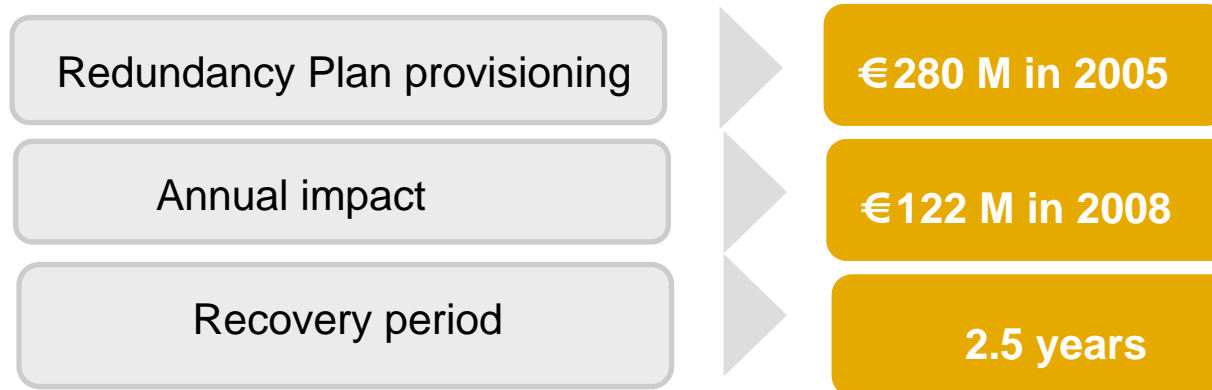 Redundancy Plan provisioning
€280 M in 2005
Annual impact
€122 M in 2008
Recovery period
2.5 years